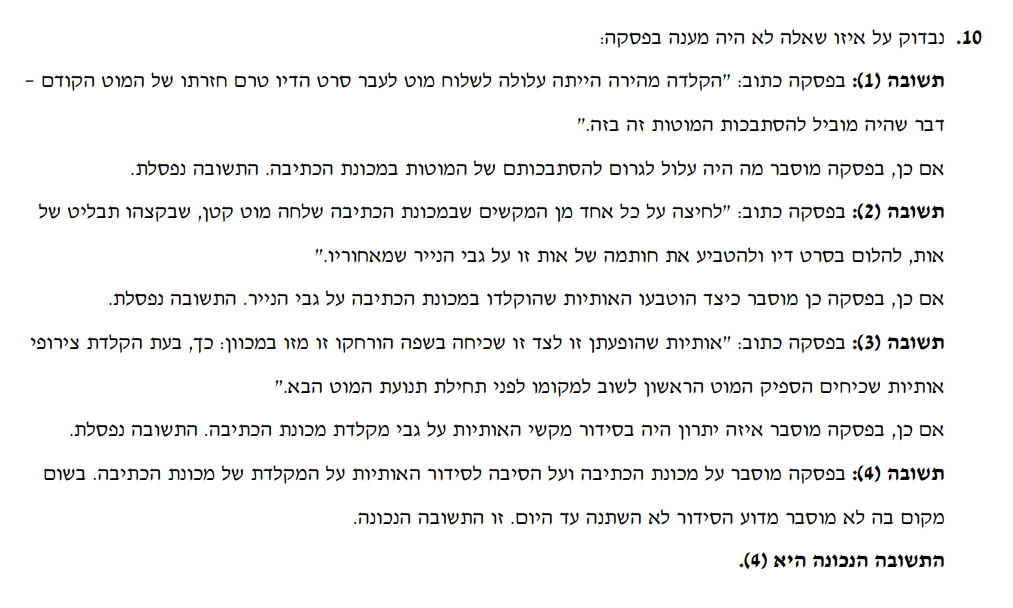 10. נבדוק על איזו שאלה לא היה מענה בפסקה:
תשובה (1): בפסקה כתוב: "הקלדה מהירה הייתה עלולה לשלוח מוט לעבר סרט הדיו טרם חזרתו של המוט הקודם –
דבר שהיה מוביל להסתבכות המוטות זה בזה."
אם כן, בפסקה מוסבר מה היה עלול לגרום להסתבכותם של המוטות במכונת הכתיבה. התשובה נפסלת.
תשובה (2): בפסקה כתוב: "לחיצה על כל אחד מן המקשים שבמכונת הכתיבה שלחה מוט קטן, שבקצהו תבליט של
אות, להלום בסרט דיו ולהטביע את חותמה של אות זו על גבי הנייר שמאחוריו."
אם כן, בפסקה כן מוסבר כיצד הוטבעו האותיות שהוקלדו במכונת הכתיבה על גבי הנייר. התשובה נפסלת.
תשובה (3): בפסקה כתוב: "אותיות שהופעתן זו לצד זו שכיחה בשפה הורחקו זו מזו במכוון: כך, בעת הקלדת צירופי
אותיות שכיחים הספיק המוט הראשון לשוב למקומו לפני תחילת תנועת המוט הבא."
אם כן, בפסקה מוסבר איזה יתרון היה בסידור מקשי האותיות על גבי מקלדת מכונת הכתיבה. התשובה נפסלת.
תשובה (4): בפסקה מוסבר על מכונת הכתיבה ועל הסיבה לסידור האותיות על המקלדת של מכונת הכתיבה. בשום
מקום בה לא מוסבר מדוע הסידור לא השתנה עד היום. זו התשובה הנכונה.
התשובה הנכונה היא (4).